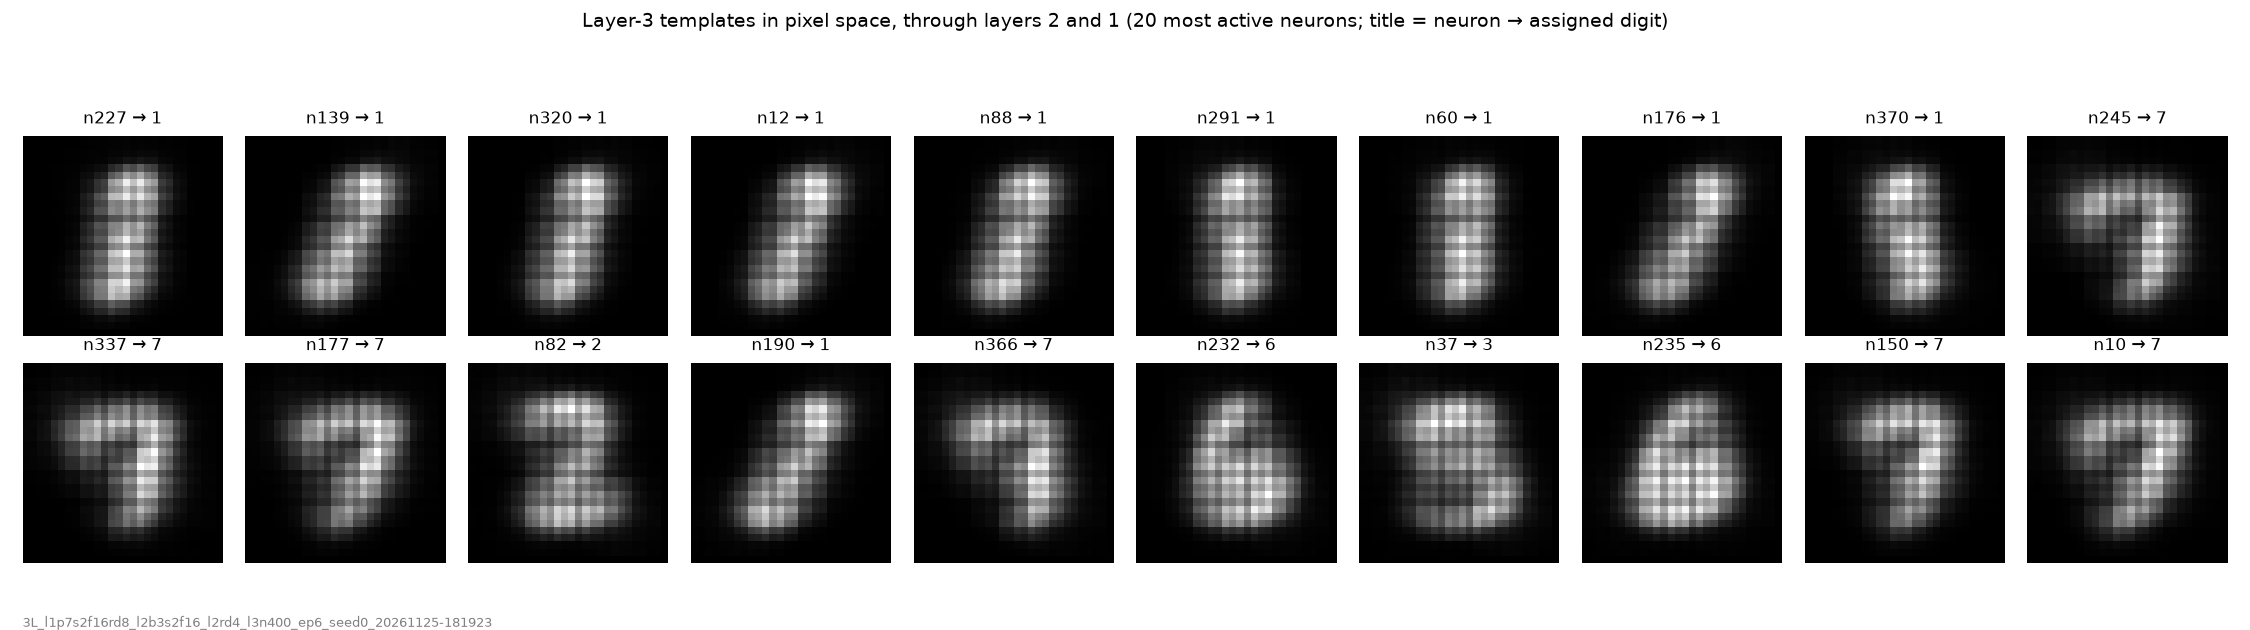 Layer-3 templates in pixel space, through layers 2 and 1 (20 most active neurons; title = neuron → assigned digit)
n227 → 1 n139 → 1 n320 → 1 n12 → 1 n88 → 1 n291 → 1 n60 → 1 n176 → 1 n370 → 1 n245 → 7
n337 → 7 n177 → 7 n82 → 2 n190 → 1 n366 → 7 n232 → 6 n37 → 3 n235 → 6 n150 → 7 n10 → 7
3L_l1p7s2f16rd8_l2b3s2f16_l2rd4_l3n400_ep6_seed0_20261125-181923